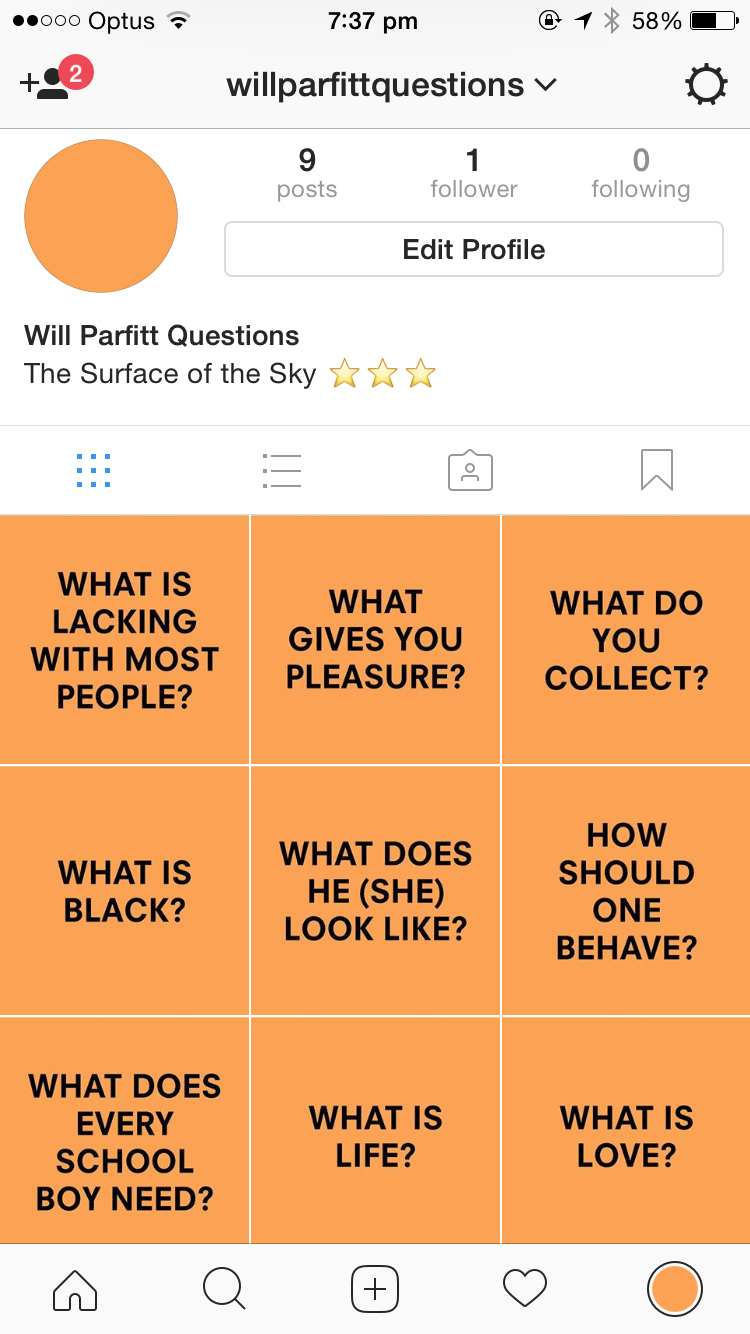 Optus 7:37 pm 58%
2
willparfittquestions
9 1 0
posts follower following
Edit Profile
Will Parfitt Questions
The Surface of the Sky ⭐⭐⭐
WHAT IS
LACKING
WITH MOST
PEOPLE?
WHAT
GIVES YOU
PLEASURE?
WHAT DO
YOU
COLLECT?
WHAT IS
BLACK?
WHAT DOES
HE (SHE)
LOOK LIKE?
HOW
SHOULD
ONE
BEHAVE?
WHAT DOES
EVERY
SCHOOL
BOY NEED?
WHAT IS
LIFE?
WHAT IS
LOVE?